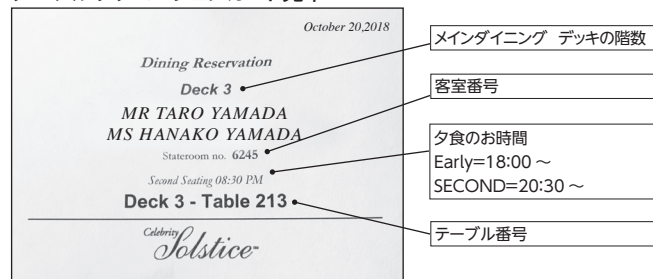 October 20,2018
Dining Reservation
Deck 3
MR TARO YAMADA
MS HANAKO YAMADA
Stateroom no. 6245
Second Seating 08:30 PM
Deck 3 - Table 213
Celebrity Solstice
メインダイニング デッキの階数
客室番号
夕食のお時間
Early=18:00 ～
SECOND=20:30 ～
テーブル番号